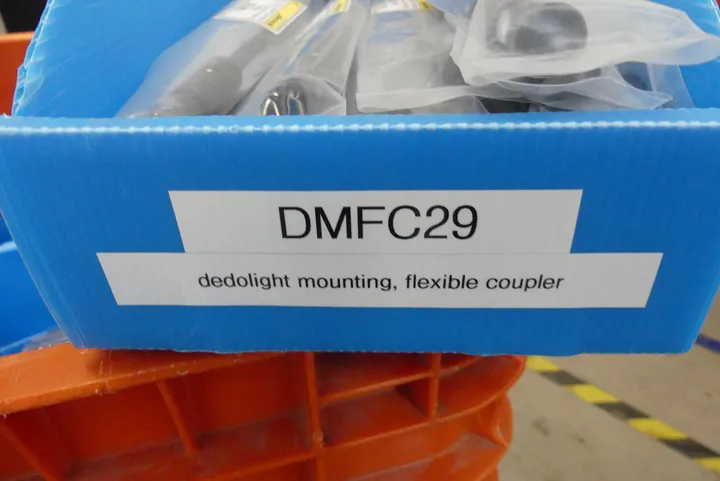 DMFC29
dedolight mounting, flexible coupler